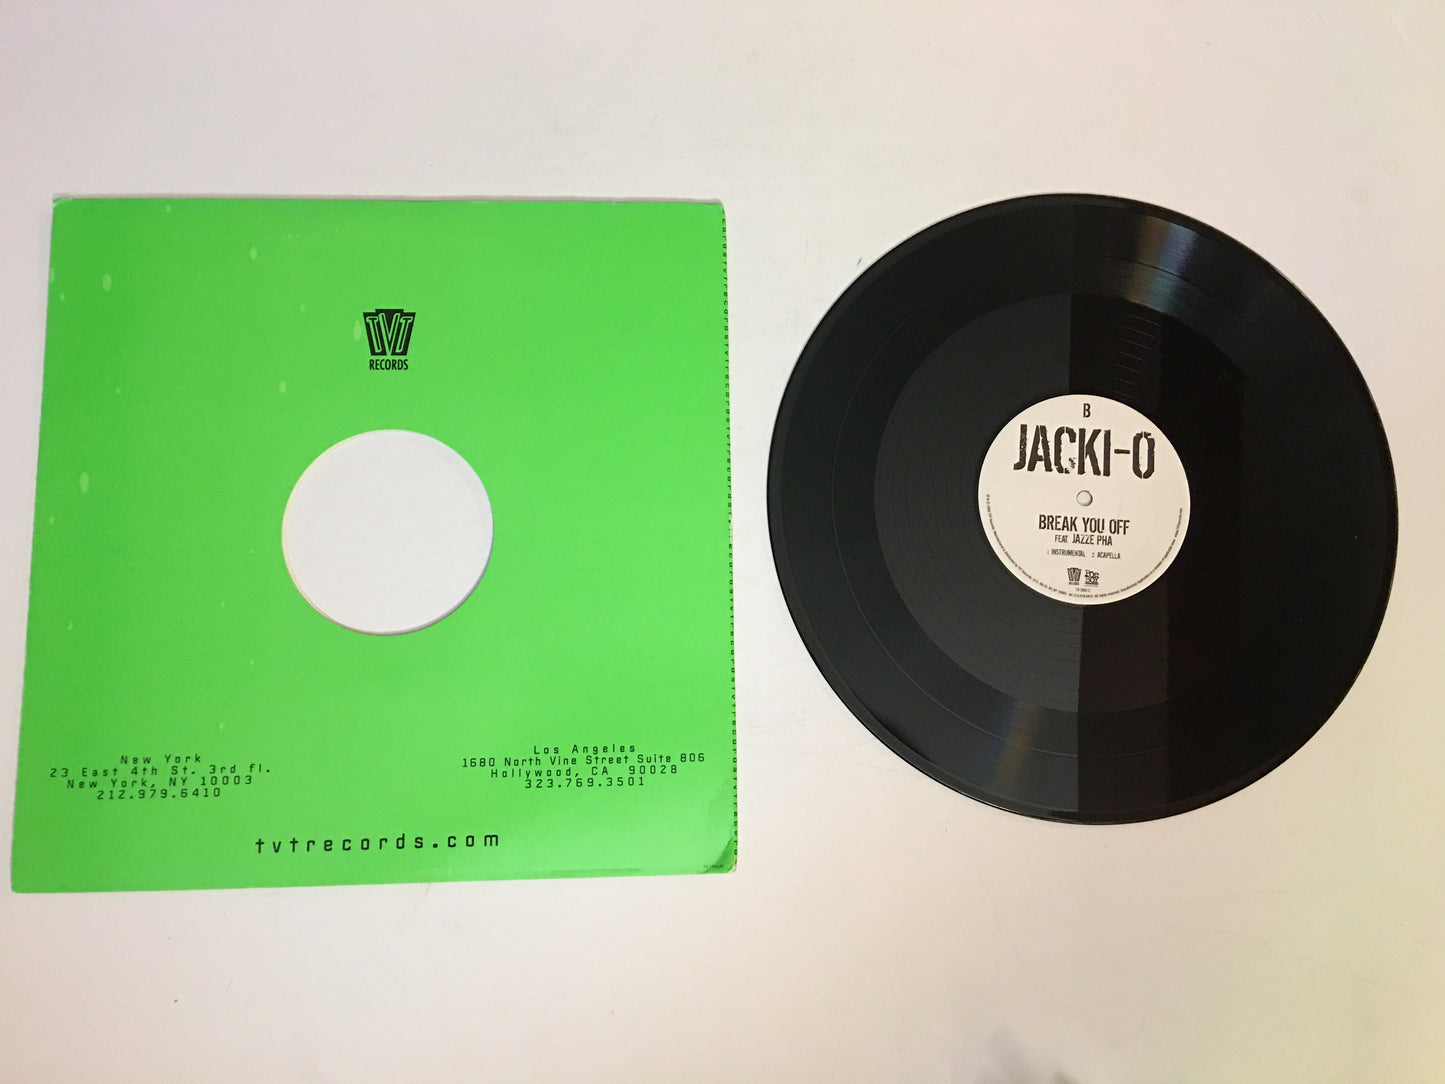 TVT
RECORDS
New York
23 East 4th St. 3rd fl.
New York, NY 10003
212.979.6410
Los Angeles
1680 North Vine Street Suite 806
Hollywood, CA 90028
323.769.3501
tvtrecords.com
B
JACKI-O
BREAK YOU OFF
FEAT. JAZZE PHA
1. INSTRUMENTAL 2. ACAPELLA
TVT
RECORDS